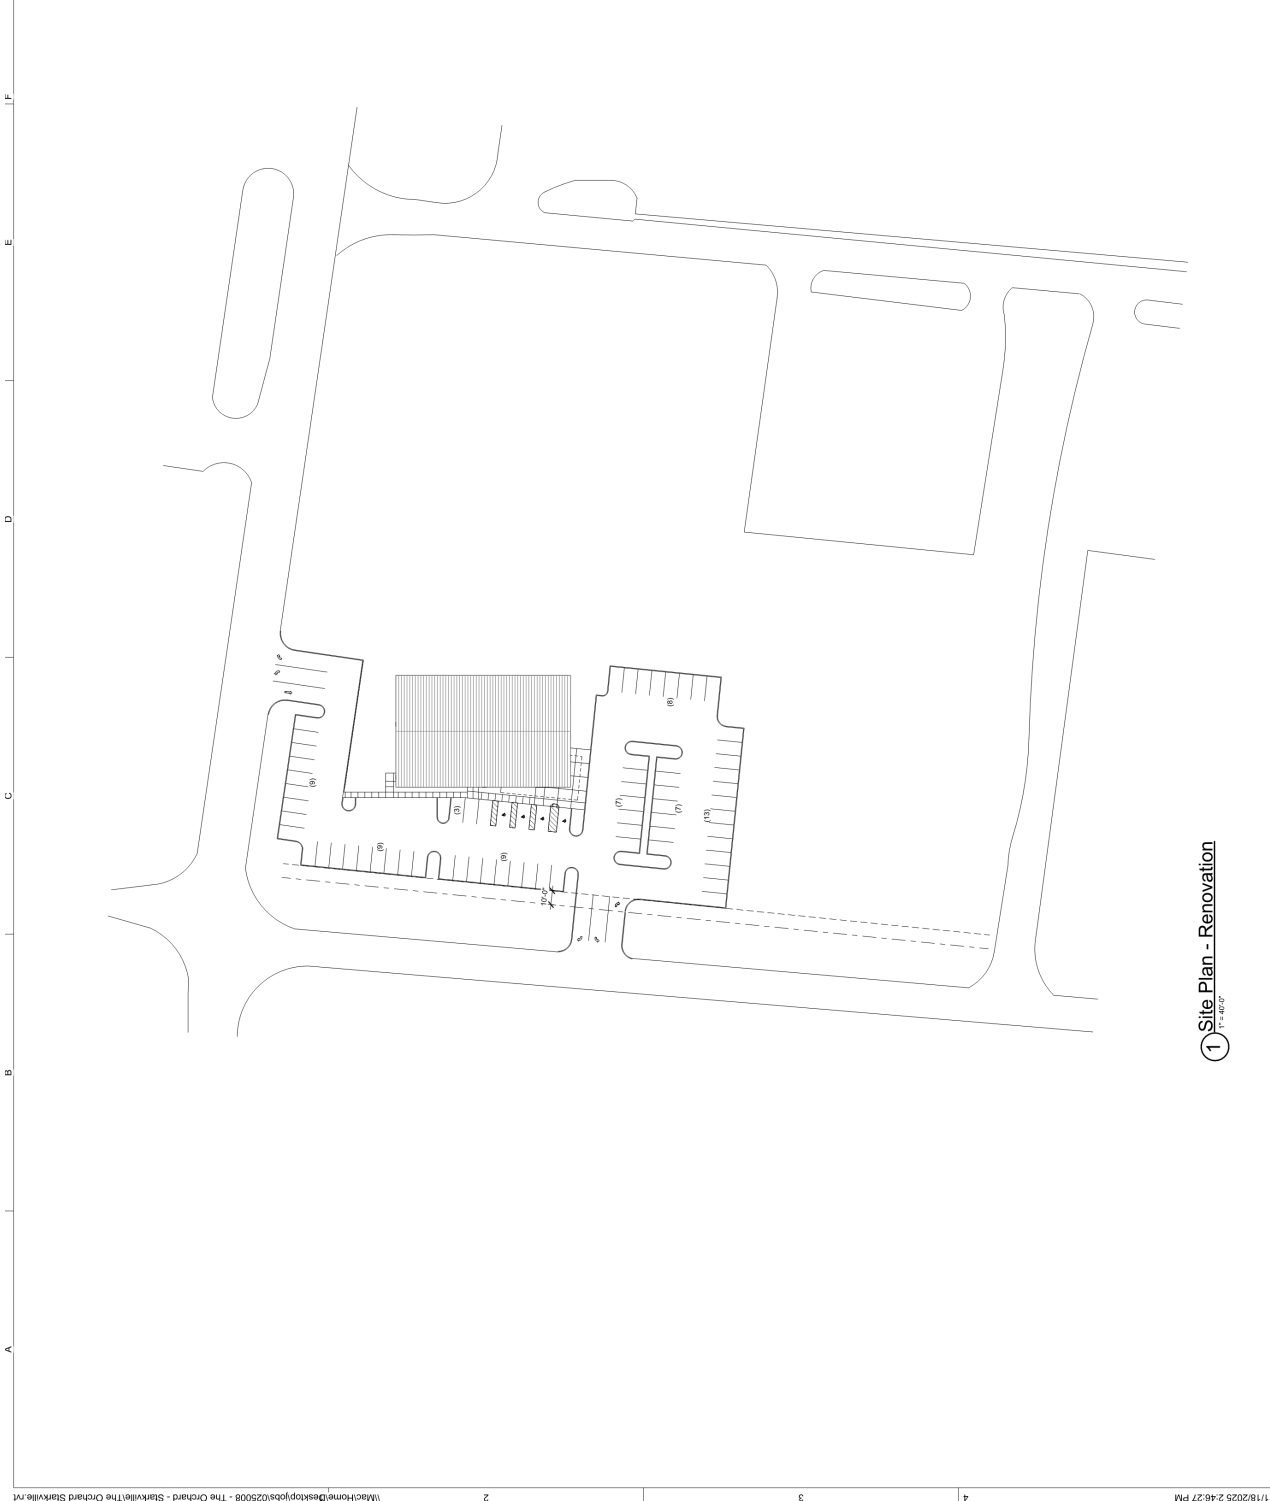 F
E
D
C
B
A
(9)
(3)
(9)
(9)
10'-0"
(8)
(7)
(7)
(13)
1
Site Plan - Renovation
1" = 40'-0"
\\Mac\Home\Desktop\jobs\025008 - The Orchard - Starkville\The Orchard Starkville.rvt
2
3
4
1/18/2025 2:46:27 PM